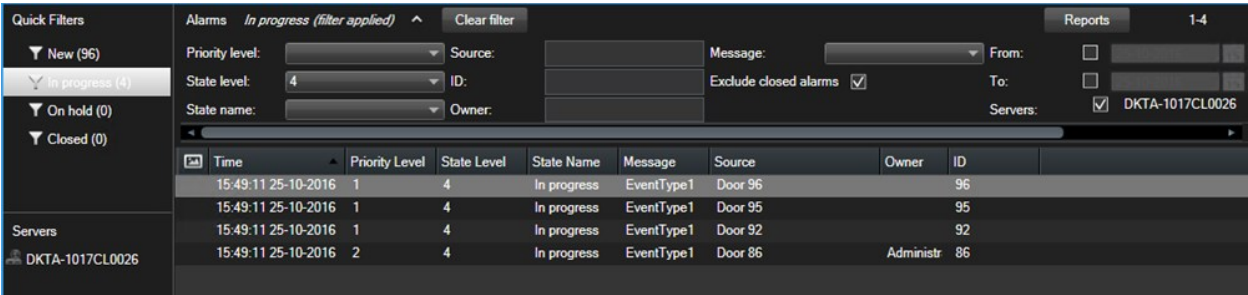 Quick Filters
New (96)
In progress (4)
On hold (0)
Closed (0)
Servers
DKTA-1017CL0026
Alarms In progress (filter applied) Clear filter Reports 1-4
Priority level: Source: Message: From:
State level: 4 ID: Exclude closed alarms To:
State name: Owner: Servers: DKTA-1017CL0026
Time Priority Level State Level State Name Message Source Owner ID
15:49:11 25-10-2016 1 4 In progress EventType1 Door 96 96
15:49:11 25-10-2016 1 4 In progress EventType1 Door 95 95
15:49:11 25-10-2016 1 4 In progress EventType1 Door 92 92
15:49:11 25-10-2016 2 4 In progress EventType1 Door 86 Administr 86